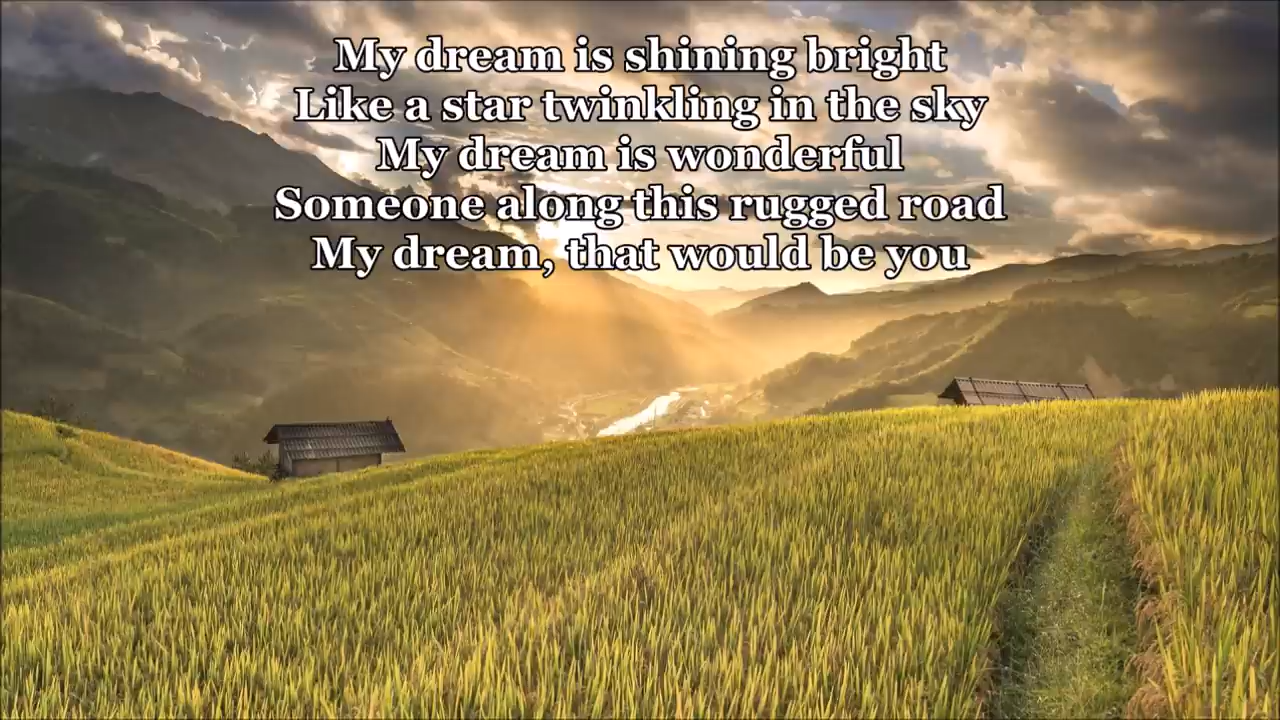 My dream is shining bright
Like a star twinkling in the sky
My dream is wonderful
Someone along this rugged road
My dream, that would be you